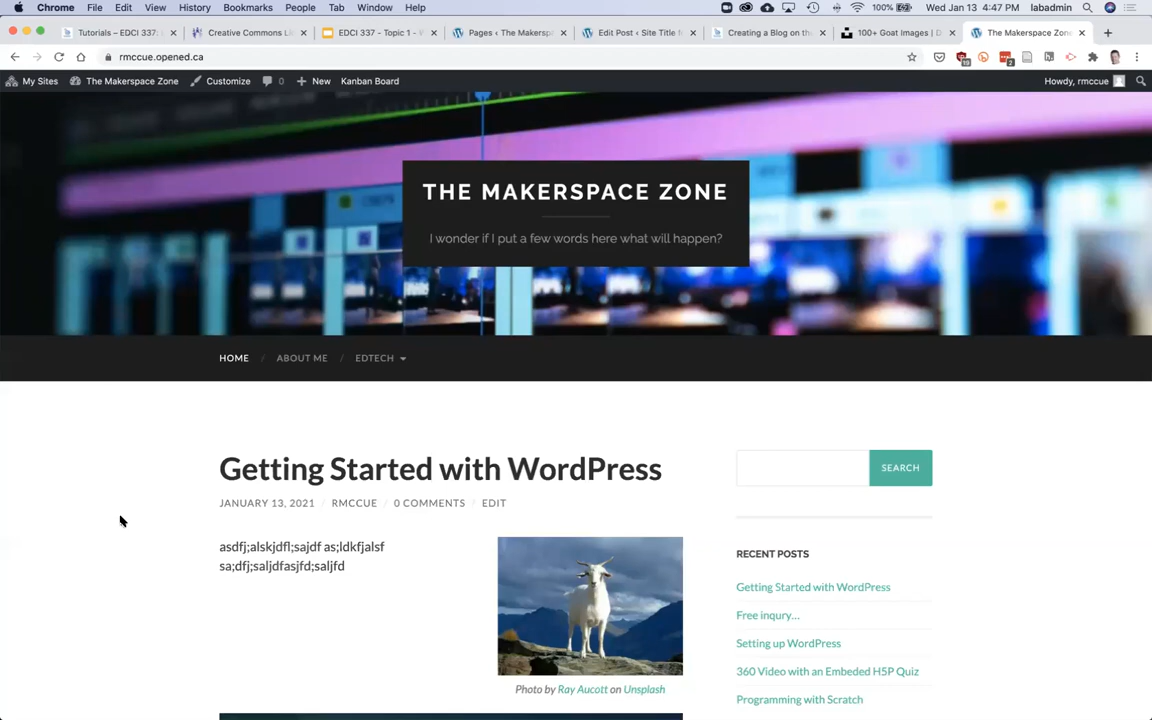 Chrome File Edit View History Bookmarks People Tab Window Help 100% Wed Jan 13 4:47 PM labadmin
Tutorials – EDCI 337: Creative Commons Li EDCI 337 - Topic 1 - Pages ‹ The Makersp Edit Post ‹ Site Title Creating a Blog on th 100+ Goat Images | D The Makerspace Zone
rmccue.opened.ca
My Sites The Makerspace Zone Customize 0 New Kanban Board Howdy, rmccue
THE MAKERSPACE ZONE
I wonder if I put a few words here what will happen?
HOME / ABOUT ME / EDTECH
Getting Started with WordPress
JANUARY 13, 2021 / RMCCUE / 0 COMMENTS / EDIT
asdfj;alskjdfl;sajdf as;ldkfjalsf
sa;dfj;saljdfasjfd;saljfd
Photo by Ray Aucott on Unsplash
SEARCH
RECENT POSTS
Getting Started with WordPress
Free inqury...
Setting up WordPress
360 Video with an Embeded H5P Quiz
Programming with Scratch